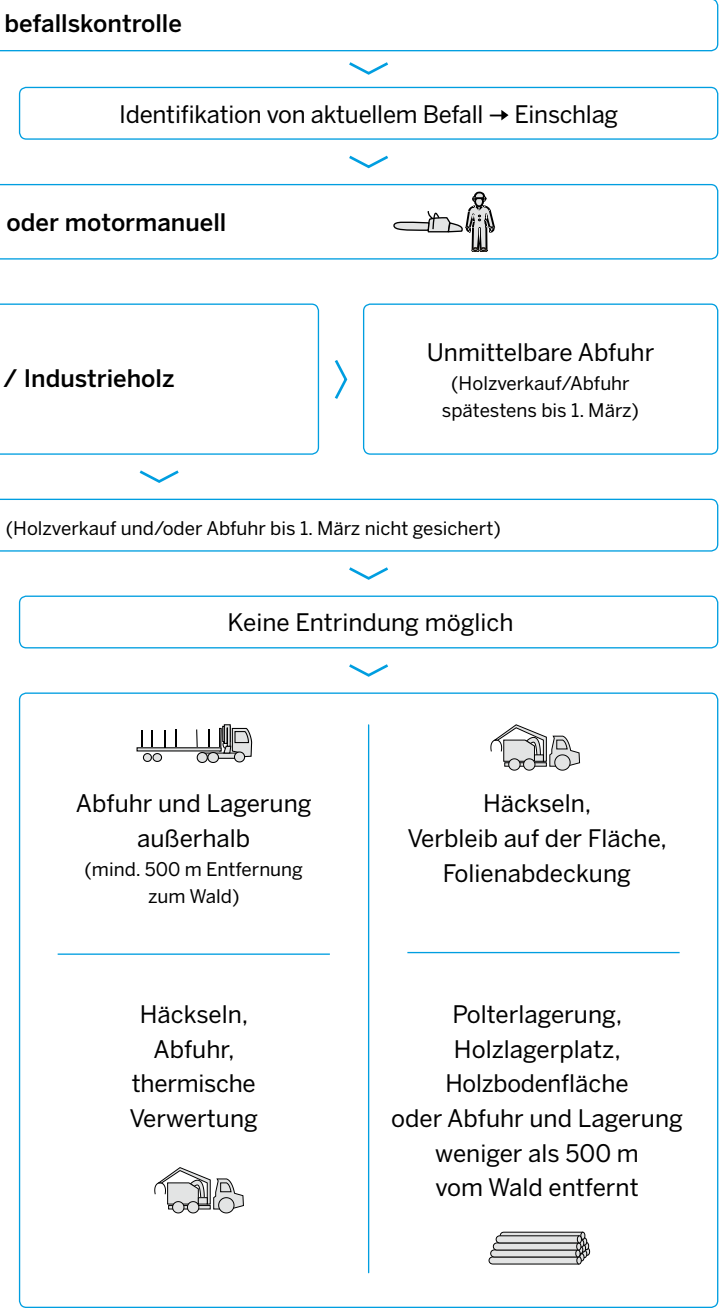 befallskontrolle
Identifikation von aktuellem Befall → Einschlag
oder motormanuell
/ Industrieholz
Unmittelbare Abfuhr
(Holzverkauf/Abfuhr
spätestens bis 1. März)
(Holzverkauf und/oder Abfuhr bis 1. März nicht gesichert)
Keine Entrindung möglich
Abfuhr und Lagerung
außerhalb
(mind. 500 m Entfernung
zum Wald)
Häckseln,
Verbleib auf der Fläche,
Folienabdeckung
Häckseln,
Abfuhr,
thermische
Verwertung
Polterlagerung,
Holzlagerplatz,
Holzbodenfläche
oder Abfuhr und Lagerung
weniger als 500 m
vom Wald entfernt